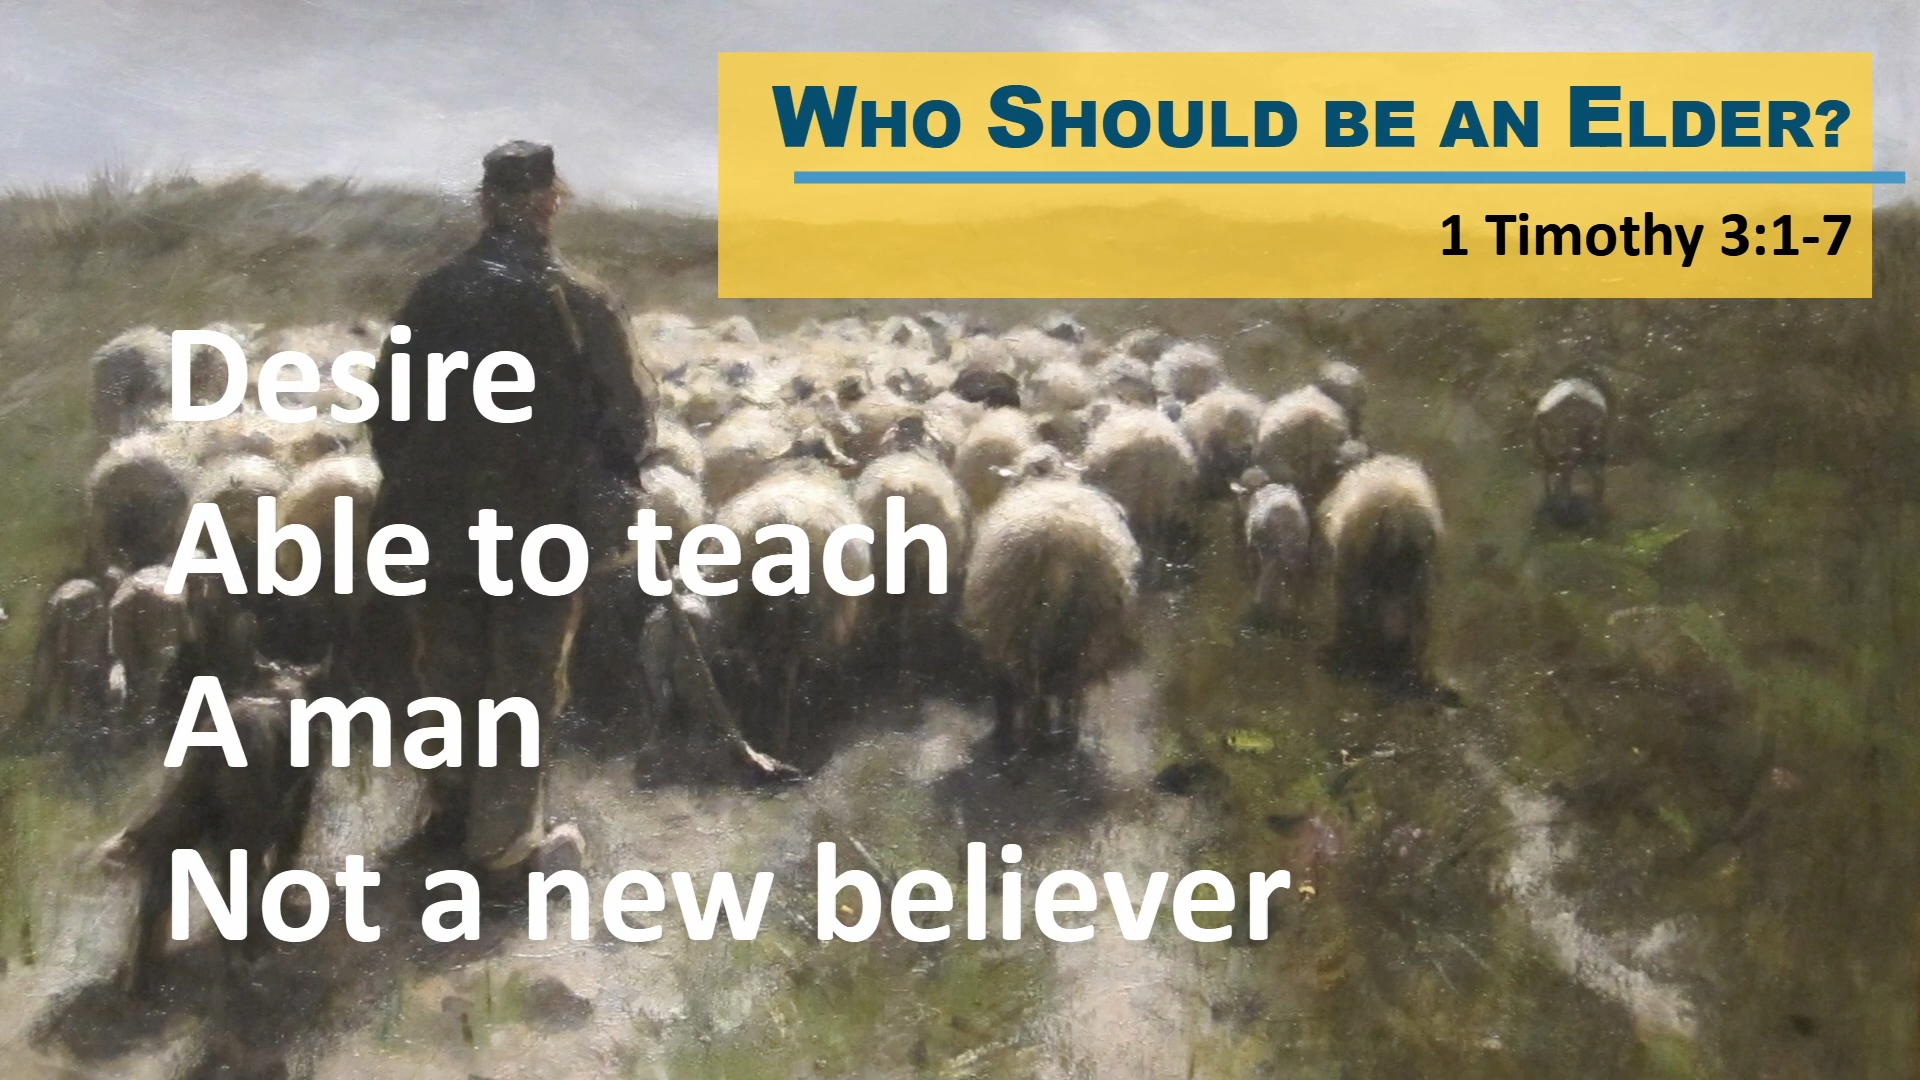 Who Should be an Elder?
1 Timothy 3:1-7
Desire
Able to teach
A man
Not a new believer